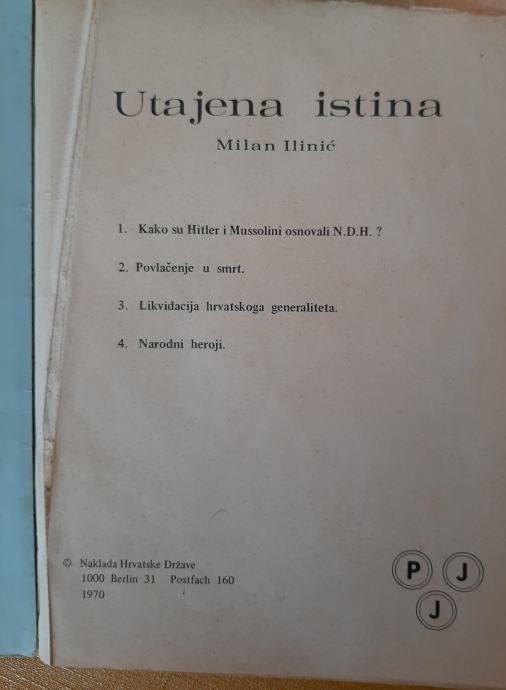 Utajena istina
Milan Ilinić
1. Kako su Hitler i Mussolini osnovali N.D.H. ?
2. Povlačenje u smrt.
3. Likvidacija hrvatskoga generaliteta.
4. Narodni heroji.
© Naklada Hrvatske Države
1000 Berlin 31 Postfach 160
1970
P J
J